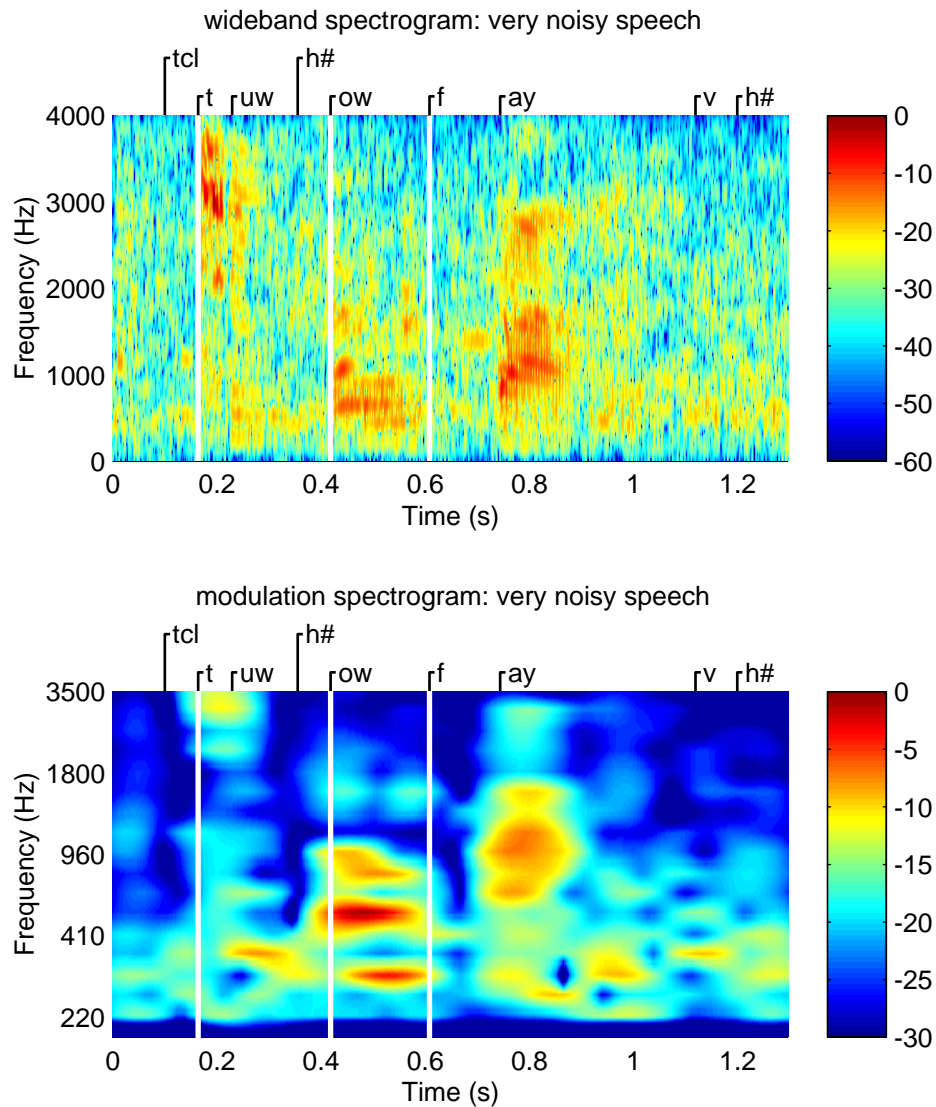 wideband spectrogram: very noisy speech
tcl h#
t uw ow f ay v h#
4000
3000
2000
1000
0
Frequency (Hz)
0 0.2 0.4 0.6 0.8 1 1.2
Time (s)
0
-10
-20
-30
-40
-50
-60
modulation spectrogram: very noisy speech
tcl h#
t uw ow f ay v h#
3500
1800
960
410
220
Frequency (Hz)
0 0.2 0.4 0.6 0.8 1 1.2
Time (s)
0
-5
-10
-15
-20
-25
-30